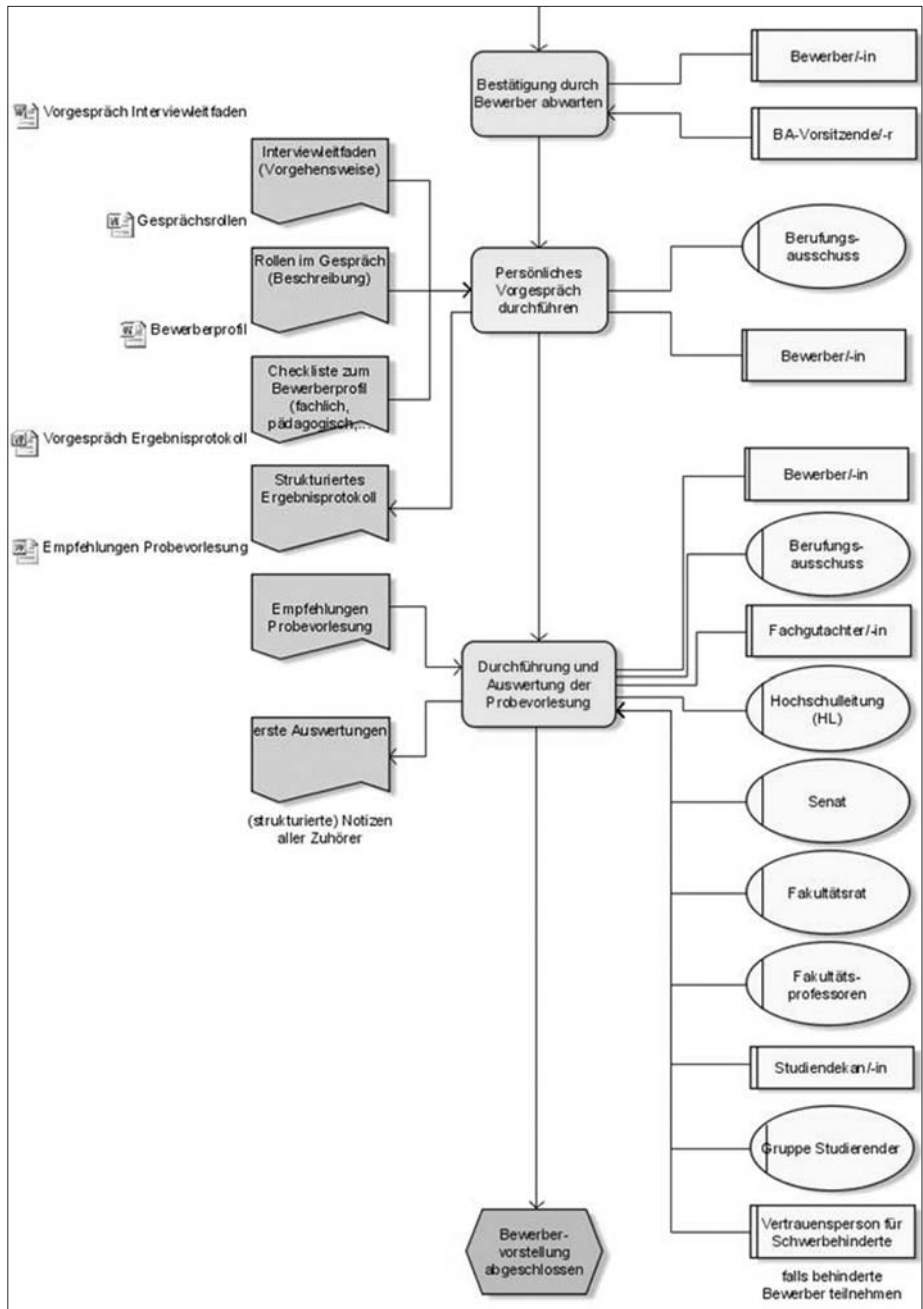 Bestätigung durch
Bewerber abwarten
Bewerber/-in
BA-Vorsitzende/-r
Vorgespräch Interviewleitfaden
Interviewleitfaden
(Vorgehensweise)
Gesprächsrollen
Rollen im Gespräch
(Beschreibung)
Persönliches
Vorgespräch
durchführen
Berufungs-
ausschuss
Bewerber/-in
Bewerberprofil
Checkliste zum
Bewerberprofil
(fachlich,
pädagogisch,...
Vorgespräch Ergebnisprotokoll
Strukturiertes
Ergebnisprotokoll
Bewerber/-in
Berufungs-
ausschuss
Empfehlungen Probevorlesung
Empfehlungen
Probevorlesung
Fachgutachter/-in
Durchführung und
Auswertung der
Probevorlesung
Hochschulleitung
(HL)
erste Auswertungen
(strukturierte) Notizen
aller Zuhörer
Senat
Fakultätsrat
Fakultäts-
professoren
Studiendekan/-in
Gruppe Studierender
Vertrauensperson für
Schwerbehinderte
falls behinderte
Bewerber teilnehmen
Bewerber-
vorstellung
abgeschlossen